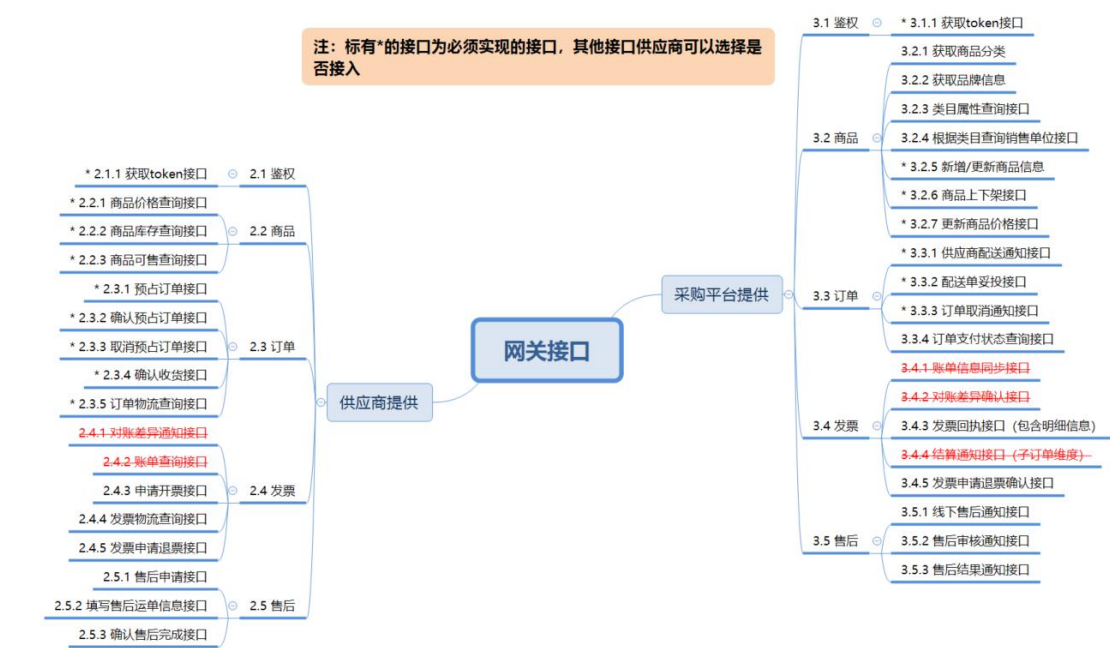 注：标有*的接口为必须实现的接口，其他接口供应商可以选择是
否接入
网关接口
供应商提供
2.1 鉴权
* 2.1.1 获取token接口
2.2 商品
* 2.2.1 商品价格查询接口
* 2.2.2 商品库存查询接口
* 2.2.3 商品可售查询接口
2.3 订单
* 2.3.1 预占订单接口
* 2.3.2 确认预占订单接口
* 2.3.3 取消预占订单接口
* 2.3.4 确认收货接口
* 2.3.5 订单物流查询接口
2.4 发票
2.4.1 对账差异通知接口
2.4.2 账单查询接口
2.4.3 申请开票接口
2.4.4 发票物流查询接口
2.4.5 发票申请退票接口
2.5 售后
2.5.1 售后申请接口
2.5.2 填写售后运单信息接口
2.5.3 确认售后完成接口
采购平台提供
3.1 鉴权
* 3.1.1 获取token接口
3.2 商品
3.2.1 获取商品分类
3.2.2 获取品牌信息
3.2.3 类目属性查询接口
3.2.4 根据类目查询销售单位接口
* 3.2.5 新增/更新商品信息
* 3.2.6 商品上下架接口
* 3.2.7 更新商品价格接口
3.3 订单
* 3.3.1 供应商配送通知接口
* 3.3.2 配送单妥投接口
* 3.3.3 订单取消通知接口
3.3.4 订单支付状态查询接口
3.4 发票
3.4.1 账单信息同步接口
3.4.2 对账差异确认接口
3.4.3 发票回执接口（包含明细信息）
3.4.4 结算通知接口（子订单维度）
3.4.5 发票申请退票确认接口
3.5 售后
3.5.1 线下售后通知接口
3.5.2 售后审核通知接口
3.5.3 售后结果通知接口